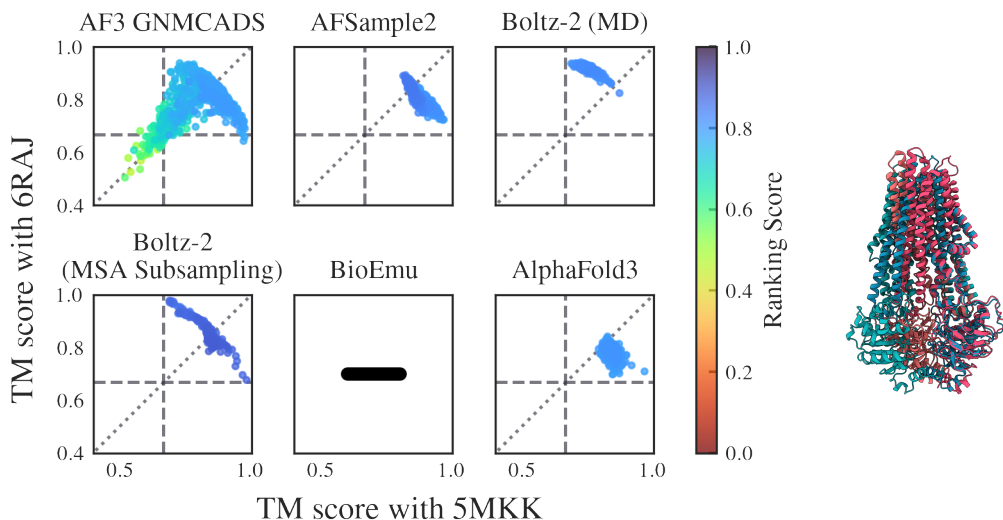 AF3 GNMCADS
AFSample2
Boltz-2 (MD)
1.0
0.8
0.6
0.4
1.0
0.8
0.6
0.4
0.2
0.0
Ranking Score
TM score with 6RAJ
Boltz-2
(MSA Subsampling)
BioEmu
AlphaFold3
1.0
0.8
0.6
0.4
0.5
1.0
0.5
1.0
0.5
1.0
TM score with 5MKK